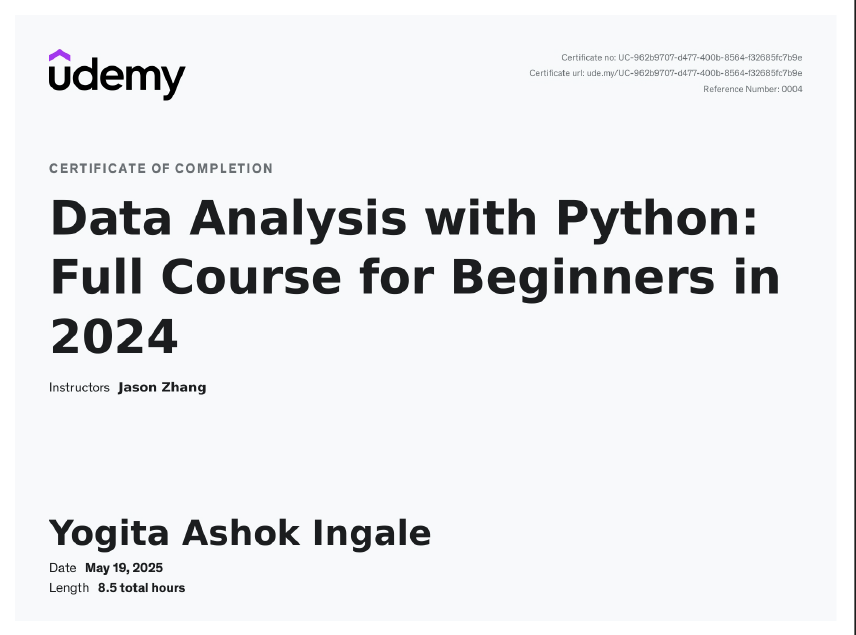 udemy
Certificate no: UC-962b9707-d477-400b-8564-f32685fc7b9e
Certificate url: ude.my/UC-962b9707-d477-400b-8564-f32685fc7b9e
Reference Number: 0004
CERTIFICATE OF COMPLETION
Data Analysis with Python:
Full Course for Beginners in
2024
Instructors Jason Zhang
Yogita Ashok Ingale
Date May 19, 2025
Length 8.5 total hours